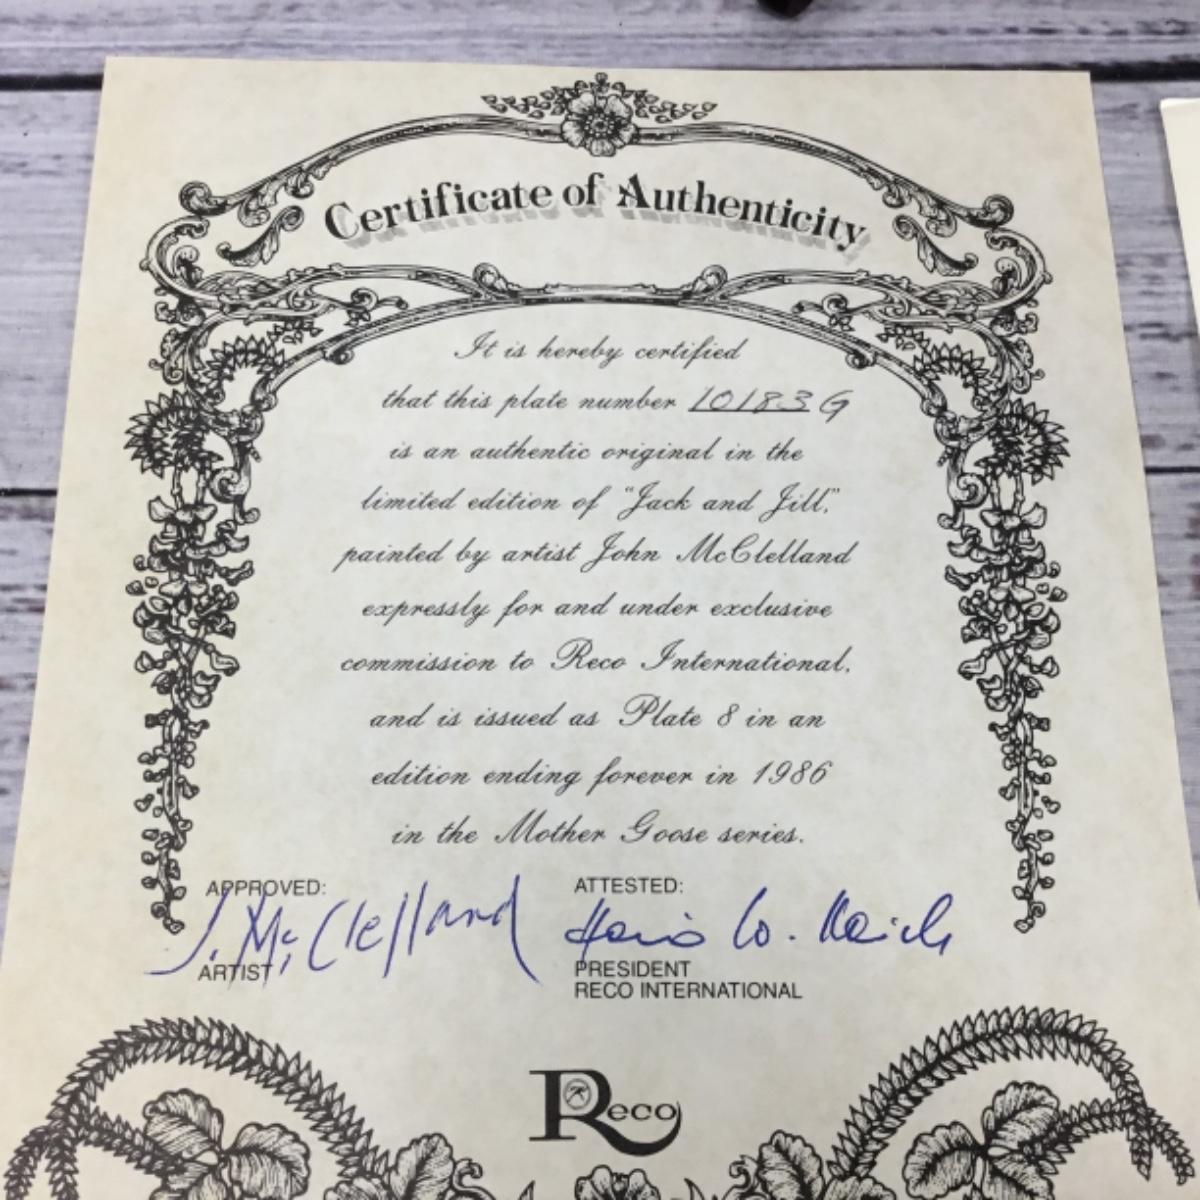 Certificate of Authenticity
It is hereby certified
that this plate number 10183G
is an authentic original in the
limited edition of "Jack and Jill,"
painted by artist John McClelland
expressly for and under exclusive
commission to Reco International,
and is issued as Plate 8 in an
edition ending forever in 1986
in the Mother Goose series.
APPROVED:
J. McClelland
ARTIST
ATTESTED:
Heio W. Reich
PRESIDENT
RECO INTERNATIONAL
Reco